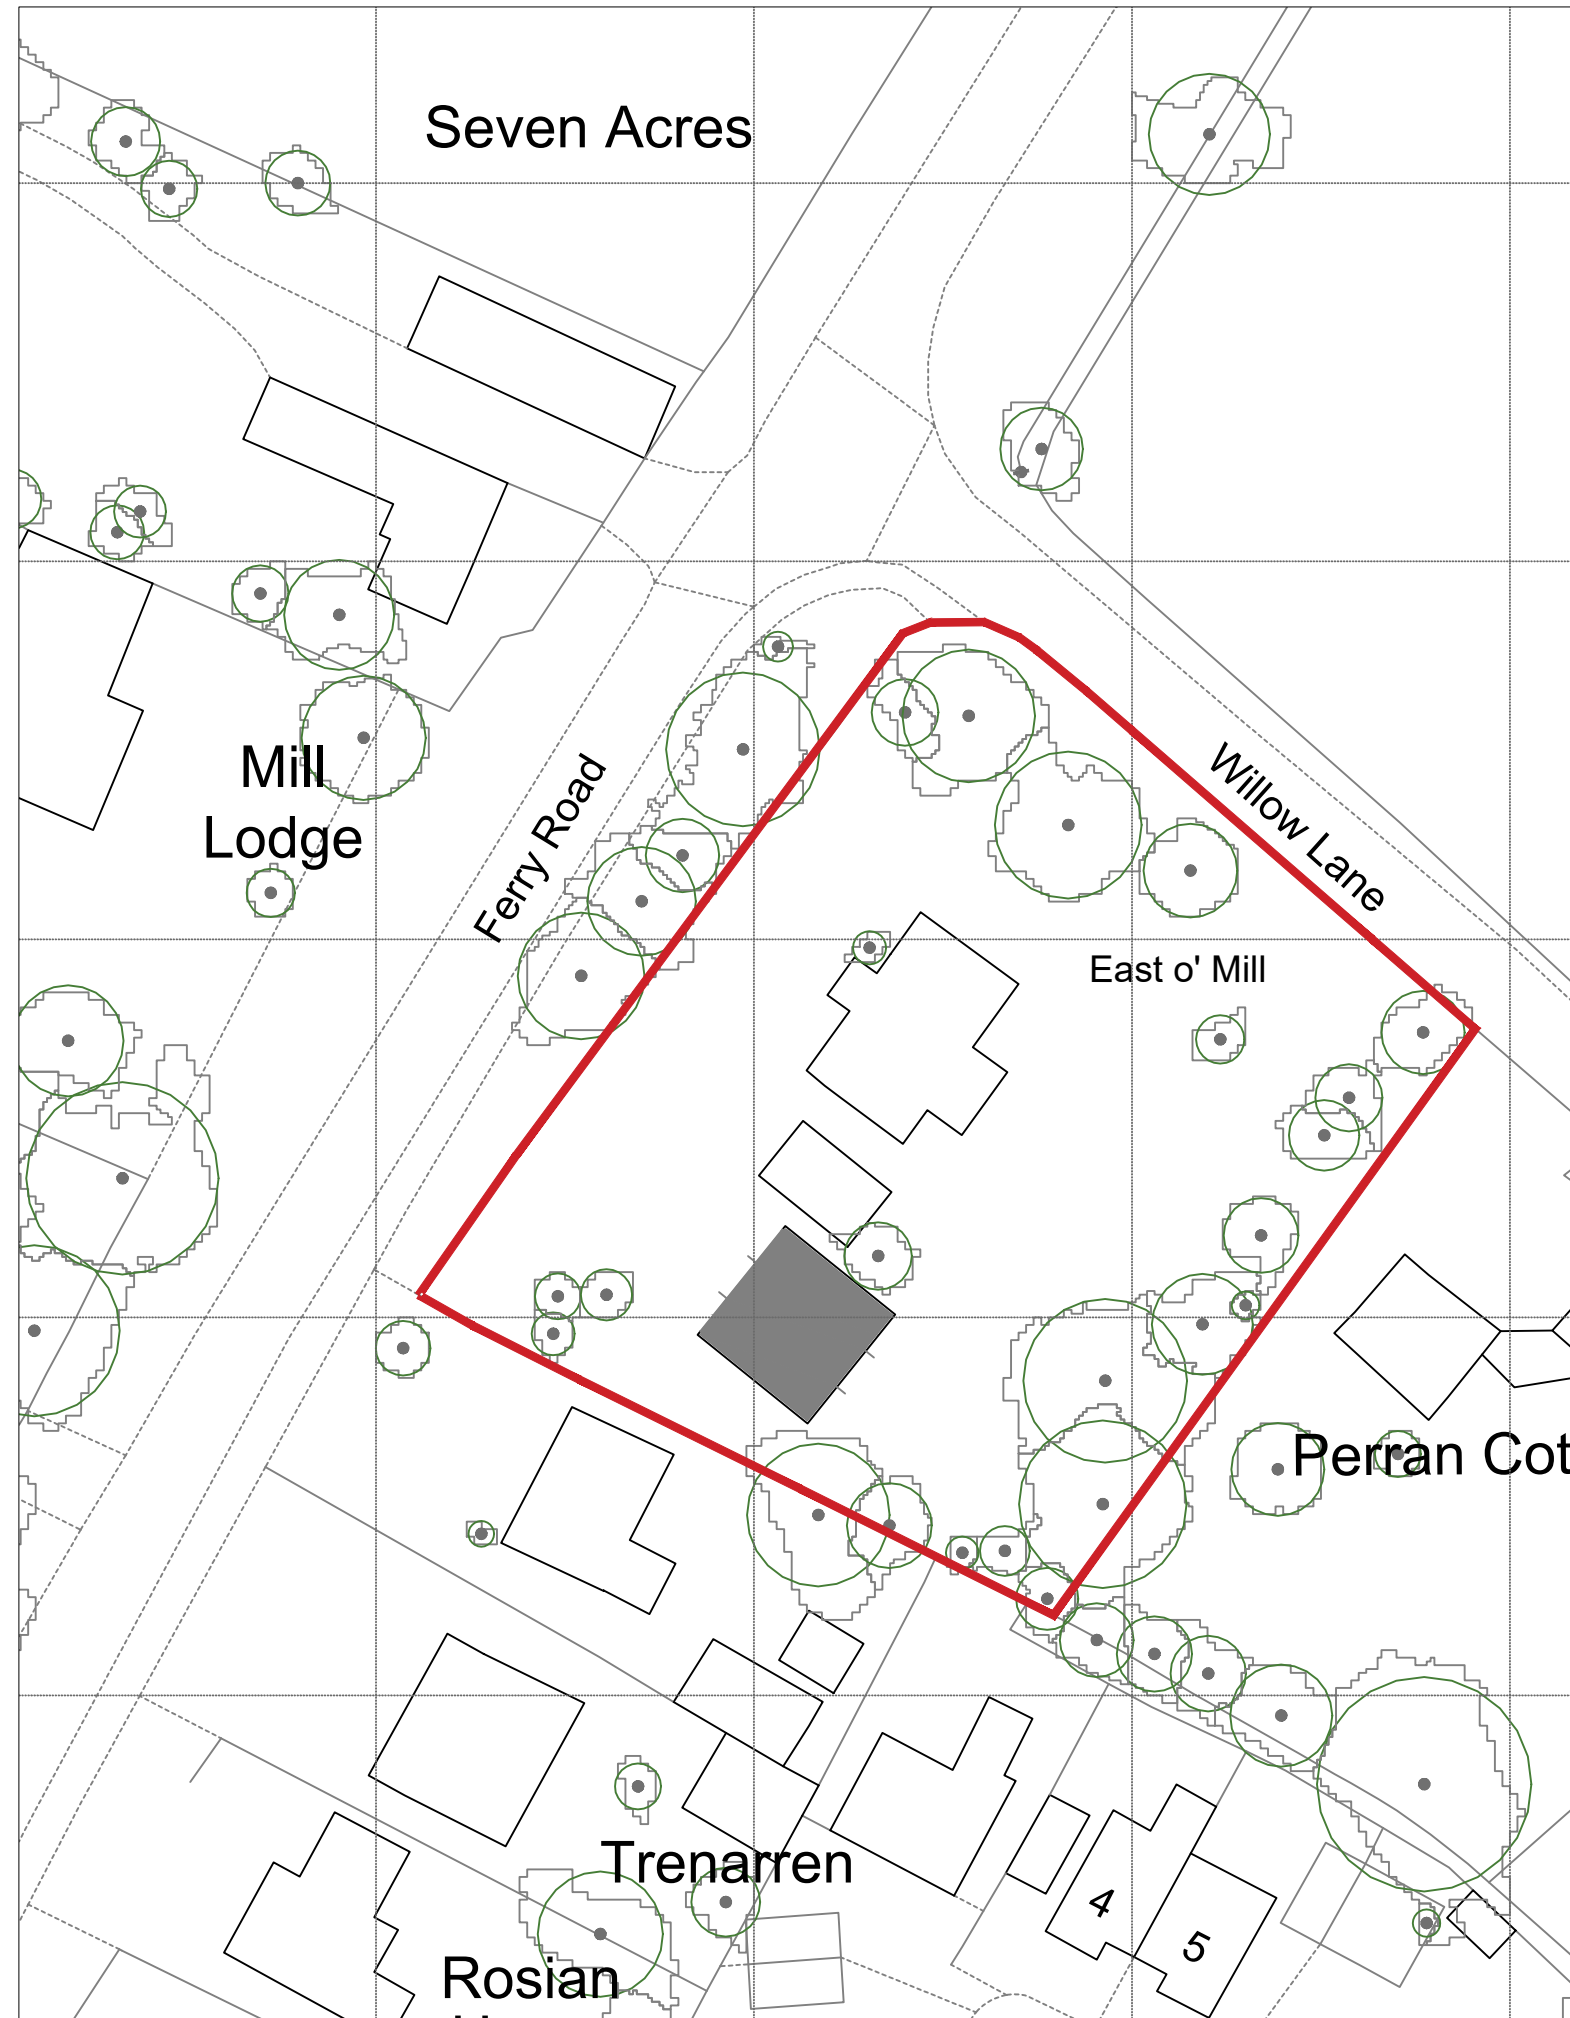 Seven Acres
Mill
Lodge
Ferry Road
Willow Lane
East o' Mill
Perran Cot
Trenarren
4
5
Rosian